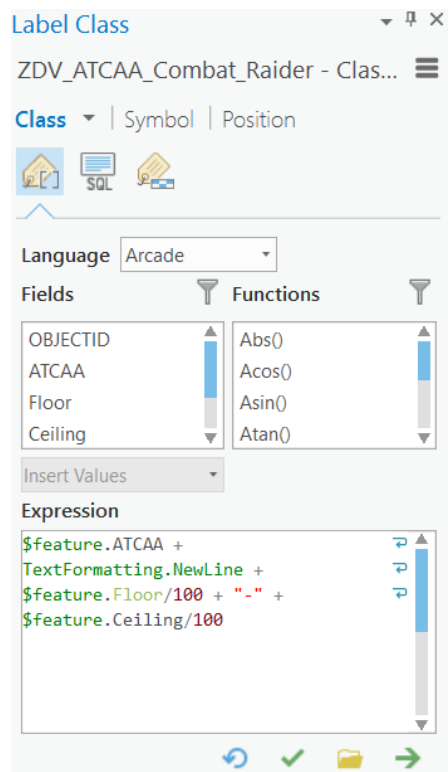 Label Class
ZDV_ATCAA_Combat_Raider - Clas...
Class | Symbol | Position
SQL
Language Arcade
Fields Functions
OBJECTID Abs()
ATCAA Acos()
Floor Asin()
Ceiling Atan()
Insert Values
Expression
$feature.ATCAA +
TextFormatting.NewLine +
$feature.Floor/100 + "-" +
$feature.Ceiling/100